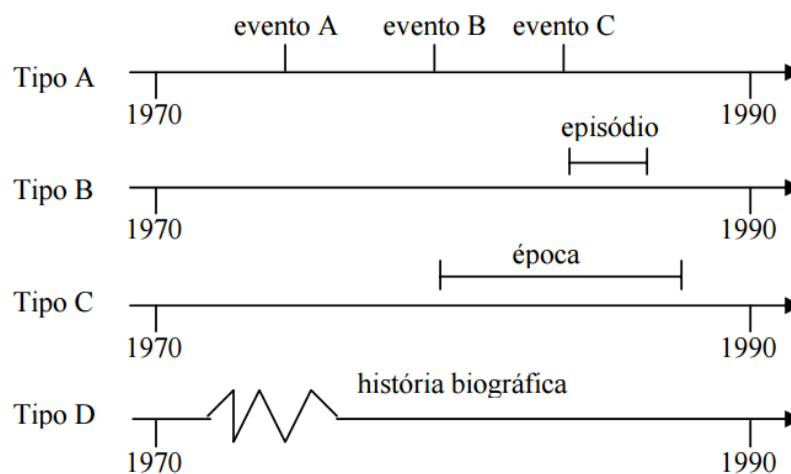 evento A evento B evento C
Tipo A
1970 1990
episódio
Tipo B
1970 1990
época
Tipo C
1970 1990
história biográfica
Tipo D
1970 1990